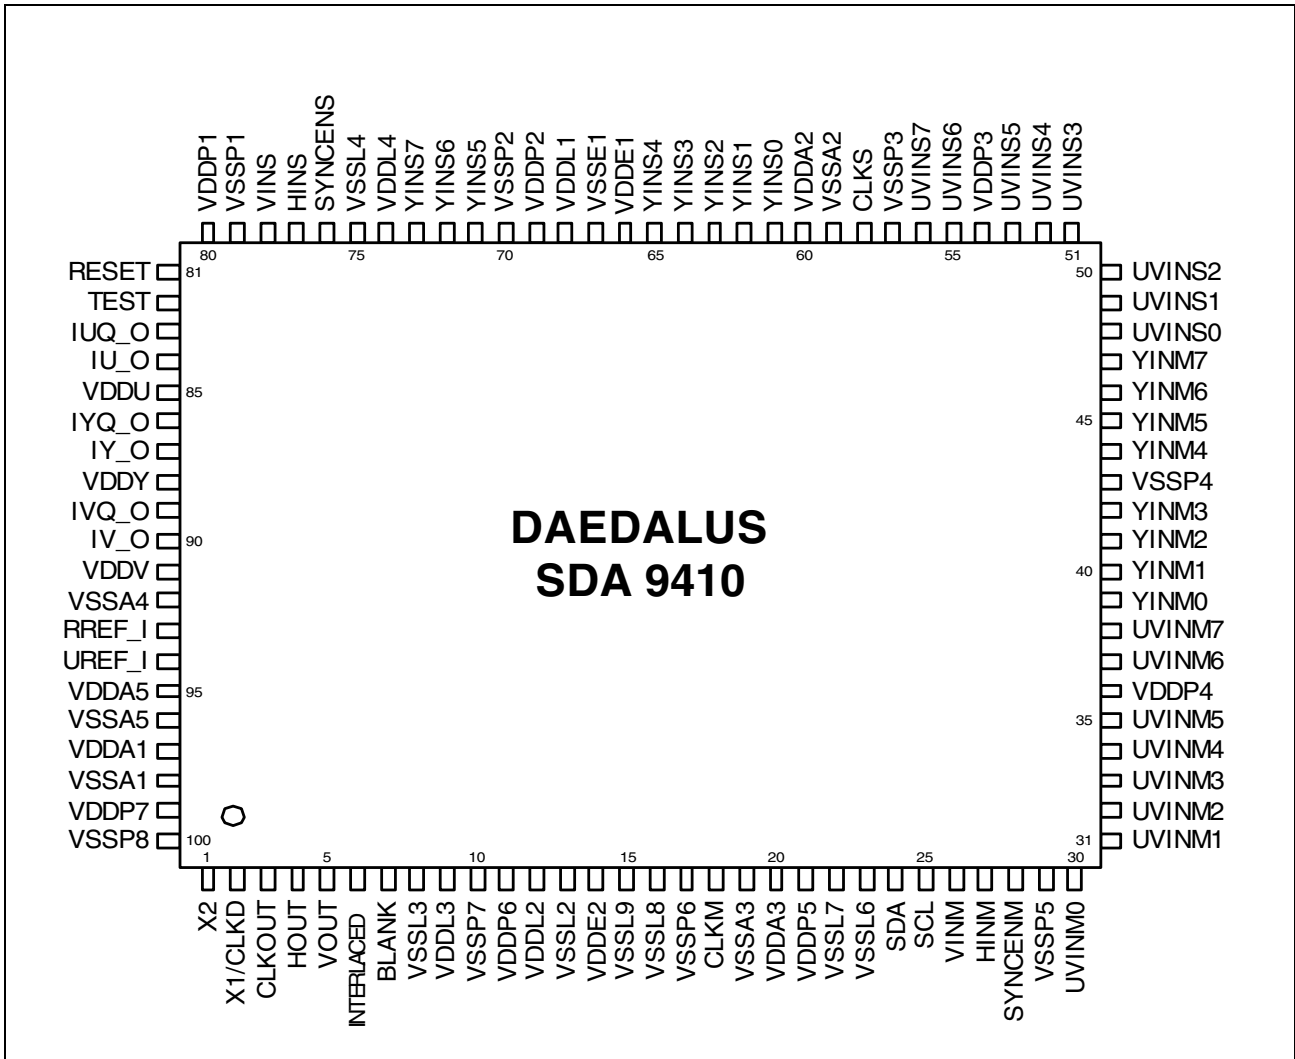 VDDP1
VSSP1
VINS
HINS
SYNCENS
VSSL4
VDDL4
YINS7
YINS6
YINS5
VSSP2
VDDP2
VDDL1
VSSE1
VDDE1
YINS4
YINS3
YINS2
YINS1
YINS0
VDDA2
VSSA2
CLKS
VSSP3
UVINS7
UVINS6
VDDP3
UVINS5
UVINS4
UVINS3
80 75 70 65 60 55 51
RESET 81 50 UVINS2
TEST UVINS1
IUQ_O UVINS0
IU_O YINM7
VDDU 85 YINM6
IYQ_O 45 YINM5
IY_O YINM4
VDDY VSSP4
IVQ_O YINM3
IV_O 90 YINM2
VDDV 40 YINM1
VSSA4 YINM0
RREF_I UVINM7
UREF_I UVINM6
VDDA5 95 VDDP4
VSSA5 35 UVINM5
VDDA1 UVINM4
VSSA1 UVINM3
VDDP7 UVINM2
VSSP8 100 31 UVINM1
DAEDALUS
SDA 9410
1 5 10 15 20 25 30
X2
X1/CLKD
CLKOUT
HOUT
VOUT
INTERLACED
BLANK
VSSL3
VDDL3
VSSP7
VDDP6
VDDL2
VSSL2
VDDE2
VSSL9
VSSL8
VSSP6
CLKM
VSSA3
VDDA3
VDDP5
VSSL7
VSSL6
SDA
SCL
VINM
HINM
SYNCENM
VSSP5
UVINM0